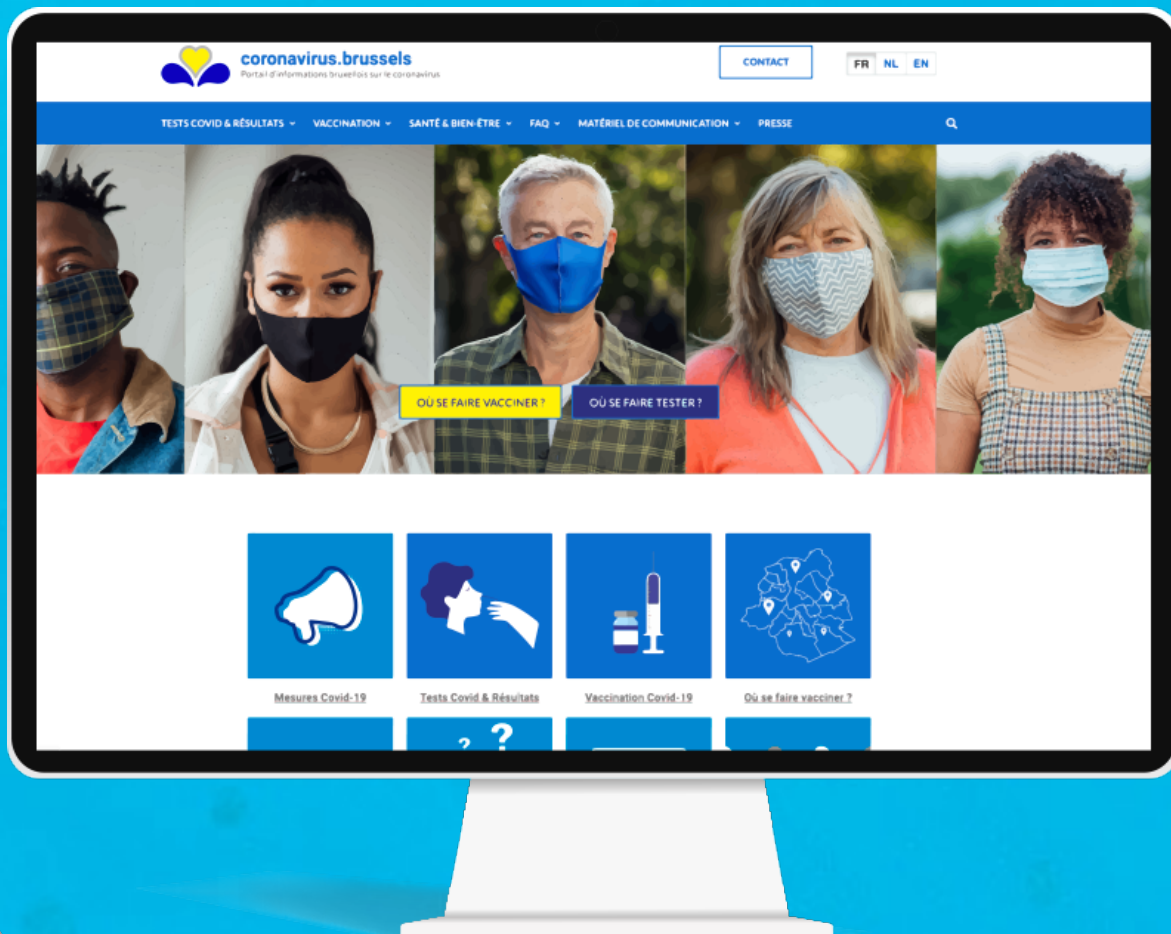 coronavirus.brussels
Portail d'informations bruxellois sur le coronavirus
CONTACT
FR NL EN
TESTS COVID & RÉSULTATS VACCINATION SANTÉ & BIEN-ÊTRE FAQ MATÉRIEL DE COMMUNICATION PRESSE
OÙ SE FAIRE VACCINER ? OÙ SE FAIRE TESTER ?
Mesures Covid-19 Tests Covid & Résultats Vaccination Covid-19 Où se faire vacciner ?
? ?